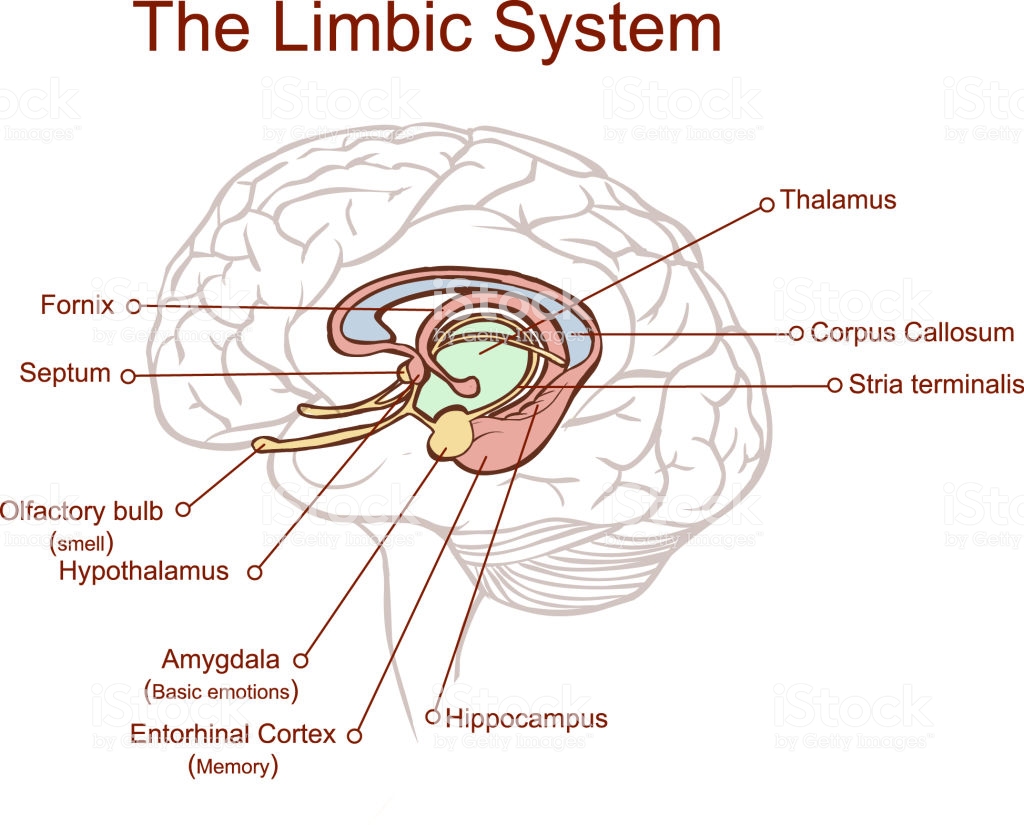 The Limbic System
Thalamus
Fornix
Corpus Callosum
Septum
Stria terminalis
Olfactory bulb
(smell)
Hypothalamus
Amygdala
(Basic emotions)
Hippocampus
Entorhinal Cortex
(Memory)
iStock
by Getty Images™